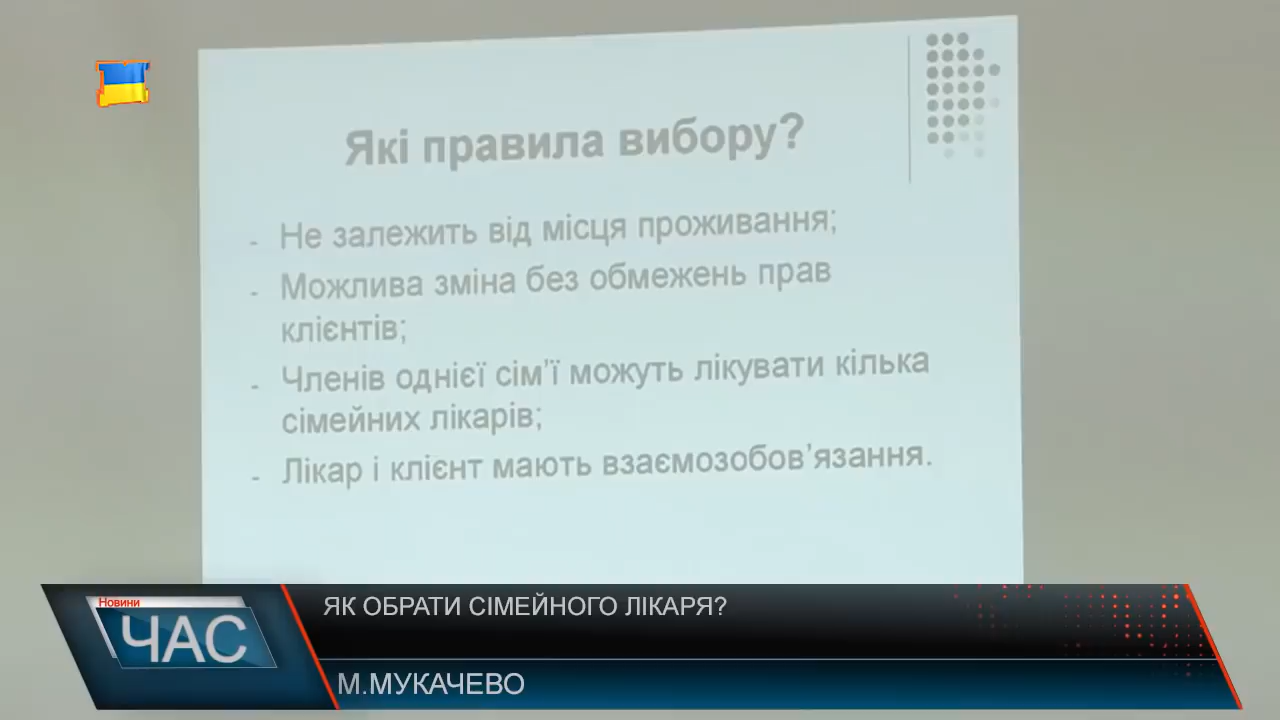 Які правила вибору?
- Не залежить від місця проживання;
- Можлива зміна без обмежень прав
клієнтів;
- Членів однієї сім'ї можуть лікувати кілька
сімейних лікарів;
- Лікар і клієнт мають взаємозобов'язання.
Новини
ЧАС
ЯК ОБРАТИ СІМЕЙНОГО ЛІКАРЯ?
М.МУКАЧЕВО